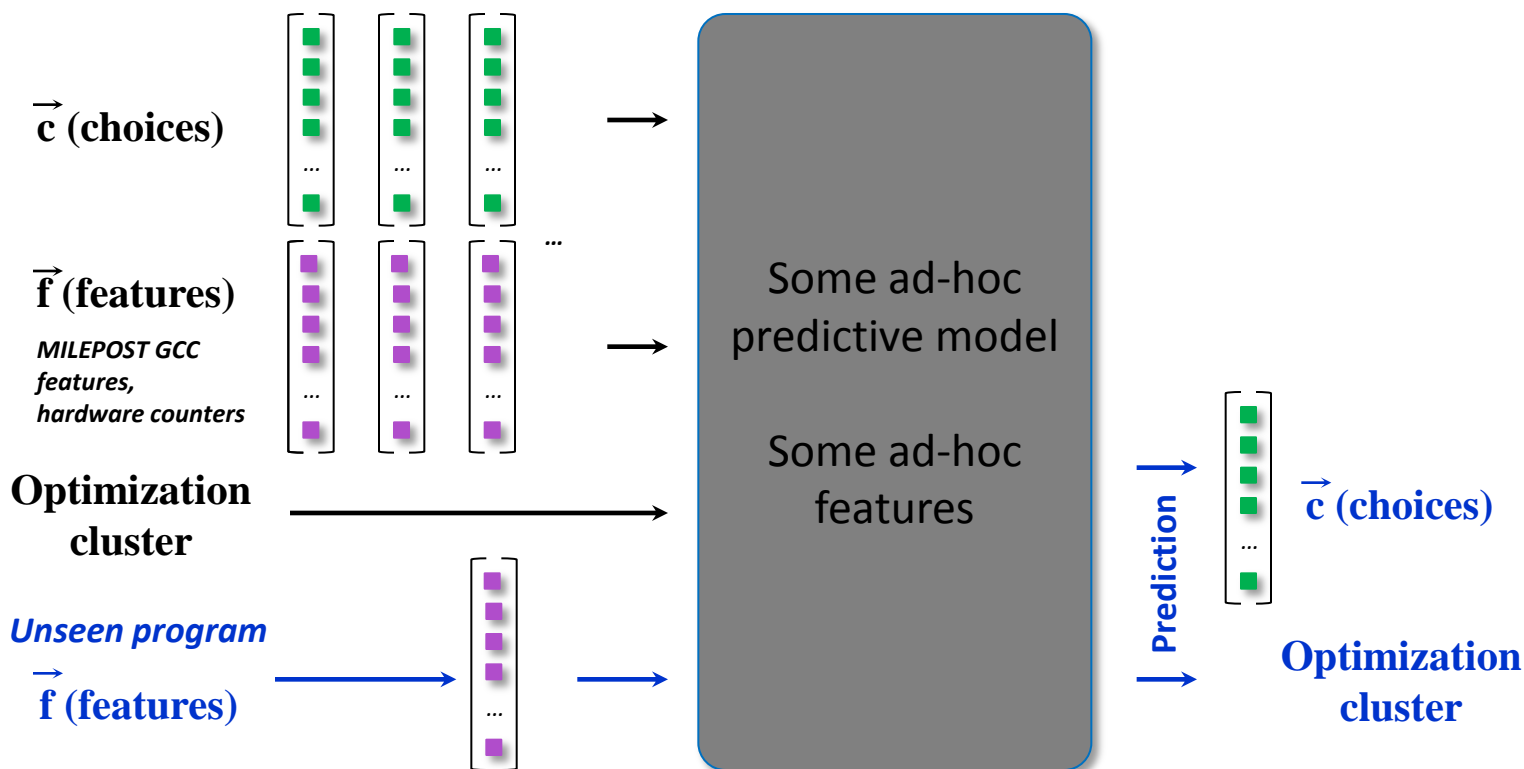 c (choices)
...
...
...
...
f (features)
MILEPOST GCC
features,
hardware counters
...
...
...
Optimization
cluster
Unseen program
f (features)
...
Some ad-hoc
predictive model
Some ad-hoc
features
Prediction
...
c (choices)
Optimization
cluster